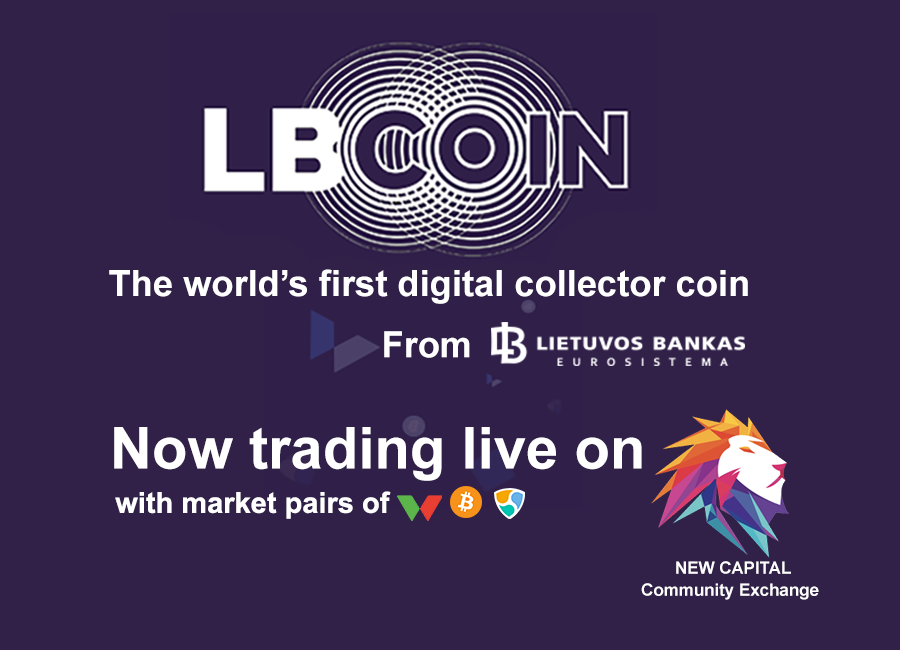 LBCOIN
The world’s first digital collector coin
From LIETUVOS BANKAS
EUROSISTEMA
Now trading live on
with market pairs of
NEW CAPITAL
Community Exchange